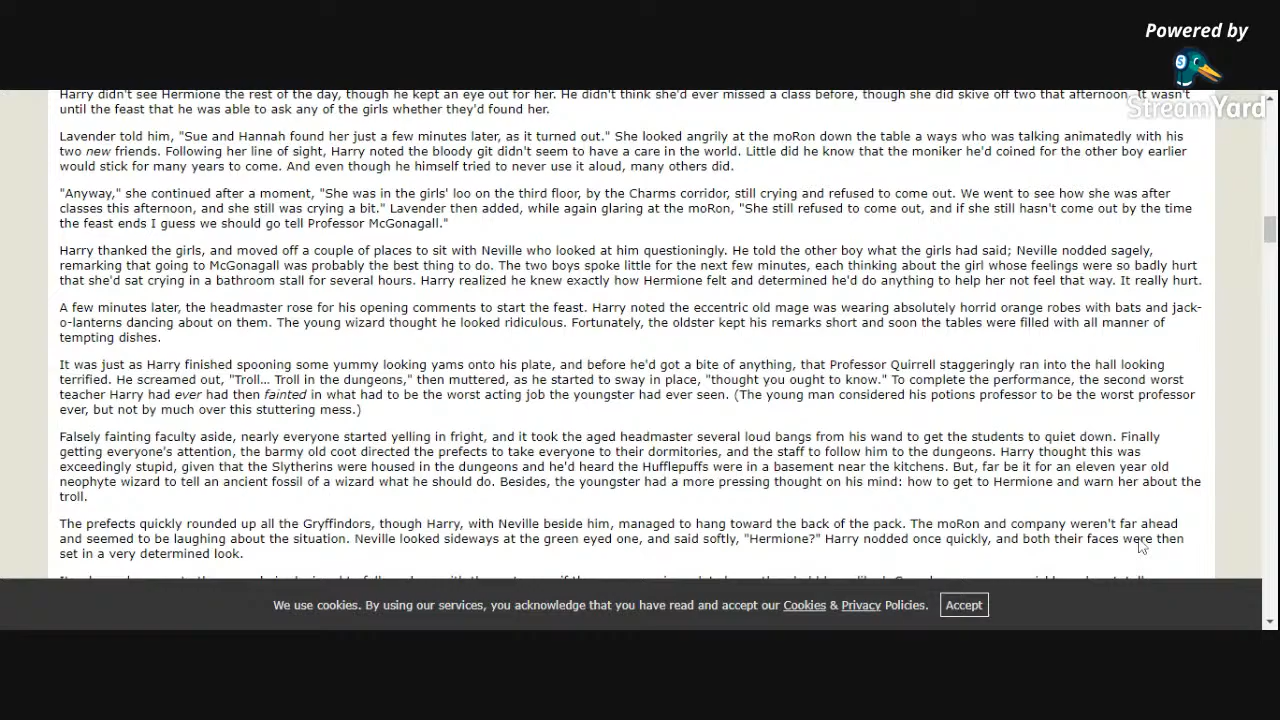 Powered by
StreamYard
Harry didn't see Hermione the rest of the day, though he kept an eye out for her. He didn't think she'd ever missed a class before, though she did skive off two that afternoon. It wasn't
until the feast that he was able to ask any of the girls whether they'd found her.
Lavender told him, "Sue and Hannah found her just a few minutes later, as it turned out." She looked angrily at the moRon down the table a ways who was talking animatedly with his
two new friends. Following her line of sight, Harry noted the bloody git didn't seem to have a care in the world. Little did he know that the moniker he'd coined for the other boy earlier
would stick for many years to come. And even though he himself tried to never use it aloud, many others did.
"Anyway," she continued after a moment, "She was in the girls' loo on the third floor, by the Charms corridor, still crying and refused to come out. We went to see how she was after
classes this afternoon, and she still was crying a bit." Lavender then added, while again glaring at the moRon, "She still refused to come out, and if she still hasn't come out by the time
the feast ends I guess we should go tell Professor McGonagall."
Harry thanked the girls, and moved off a couple of places to sit with Neville who looked at him questioningly. He told the other boy what the girls had said; Neville nodded sagely,
remarking that going to McGonagall was probably the best thing to do. The two boys spoke little for the next few minutes, each thinking about the girl whose feelings were so badly hurt
that she'd sat crying in a bathroom stall for several hours. Harry realized he knew exactly how Hermione felt and determined he'd do anything to help her not feel that way. It really hurt.
A few minutes later, the headmaster rose for his opening comments to start the feast. Harry noted the eccentric old mage was wearing absolutely horrid orange robes with bats and jack-
o-lanterns dancing about on them. The young wizard thought he looked ridiculous. Fortunately, the oldster kept his remarks short and soon the tables were filled with all manner of
tempting dishes.
It was just as Harry finished spooning some yummy looking yams onto his plate, and before he'd got a bite of anything, that Professor Quirrell staggeringly ran into the hall looking
terrified. He screamed out, "Troll... Troll in the dungeons," then muttered, as he started to sway in place, "thought you ought to know." To complete the performance, the second worst
teacher Harry had ever had then fainted in what had to be the worst acting job the youngster had ever seen. (The young man considered his potions professor to be the worst professor
ever, but not by much over this stuttering mess.)
Falsely fainting faculty aside, nearly everyone started yelling in fright, and it took the aged headmaster several loud bangs from his wand to get the students to quiet down. Finally
getting everyone's attention, the barmy old coot directed the prefects to take everyone to their dormitories, and the staff to follow him to the dungeons. Harry thought this was
exceedingly stupid, given that the Slytherins were housed in the dungeons and he'd heard the Hufflepuffs were in a basement near the kitchens. But, far be it for an eleven year old
neophyte wizard to tell an ancient fossil of a wizard what he should do. Besides, the youngster had a more pressing thought on his mind: how to get to Hermione and warn her about the
troll.
The prefects quickly rounded up all the Gryffindors, though Harry, with Neville beside him, managed to hang toward the back of the pack. The moRon and company weren't far ahead
and seemed to be laughing about the situation. Neville looked sideways at the green eyed one, and said softly, "Hermione?" Harry nodded once quickly, and both their faces were then
set in a very determined look.
We use cookies. By using our services, you acknowledge that you have read and accept our Cookies & Privacy Policies. Accept